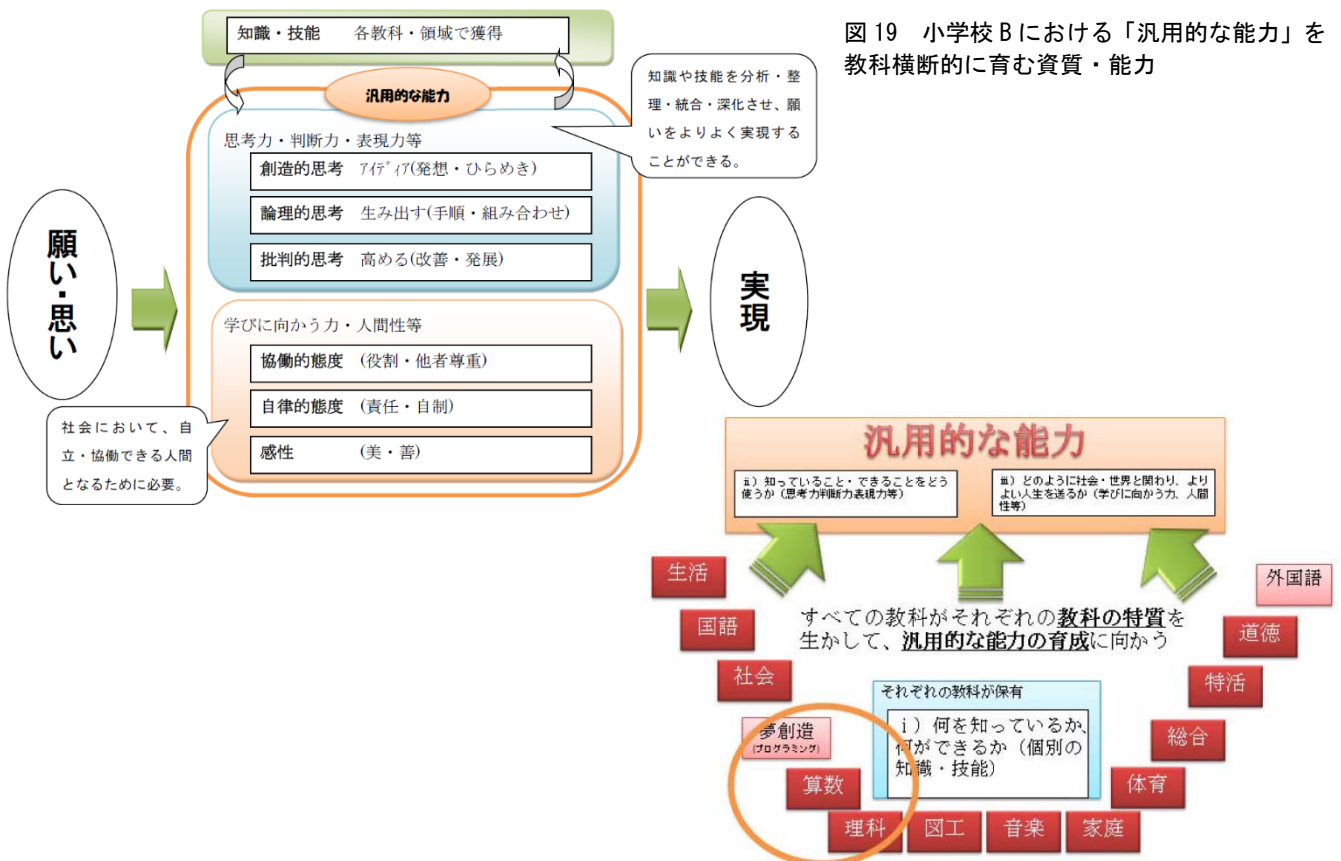 図 19　小学校 B における「汎用的な能力」を
教科横断的に育む資質・能力
知識・技能　各教科・領域で獲得
汎用的な能力
知識や技能を分析・整
理・統合・深化させ、願
いをよりよく実現する
ことができる。
思考力・判断力・表現力等
創造的思考　ｱｲﾃﾞｨｱ(発想・ひらめき)
論理的思考　生み出す(手順・組み合わせ)
批判的思考　高める(改善・発展)
願い・思い
実現
学びに向かう力・人間性等
協働的態度　(役割・他者尊重)
自律的態度　(責任・自制)
感性　(美・善)
社会において、自
立・協働できる人間
となるために必要。
汎用的な能力
ⅱ）知っていること・できることをどう
使うか（思考力判断力表現力等）
ⅲ）どのように社会・世界と関わり、より
よい人生を送るか（学びに向かう力、人間
性等）
生活
国語
社会
夢創造
(プログラミング)
算数
理科
図工
音楽
家庭
体育
総合
特活
道徳
外国語
すべての教科がそれぞれの教科の特質を
生かして、汎用的な能力の育成に向かう
それぞれの教科が保有
ⅰ）何を知っているか、
何ができるか（個別の
知識・技能）